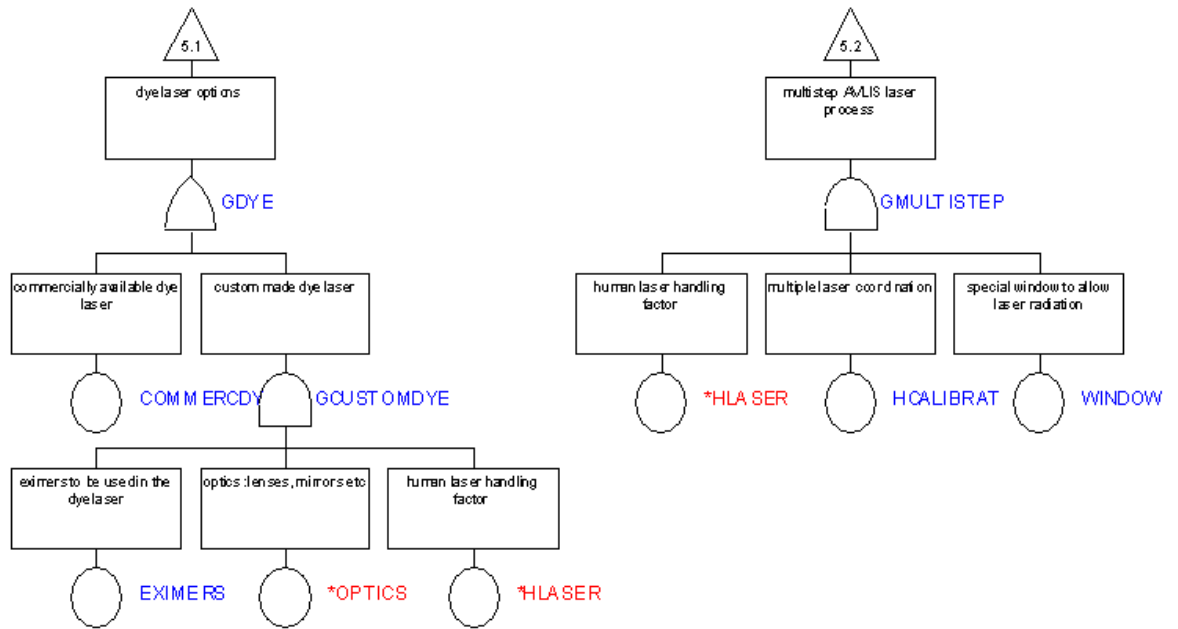 5.1
dye laser options
GDYE
commercially available dye
laser
custom made dye laser
COMMERCDY
GCUSTOMDYE
eximers to be used in the
dye laser
optics :lenses, mirrors etc
human laser handling
factor
EXIMERS
*OPTICS
*HLASER
5.2
multistep AVLIS laser
process
GMULTISTEP
human laser handling
factor
multiple laser coordnation
special window to allow
laser radiation
*HLASER
HCALIBRAT
WINDOW